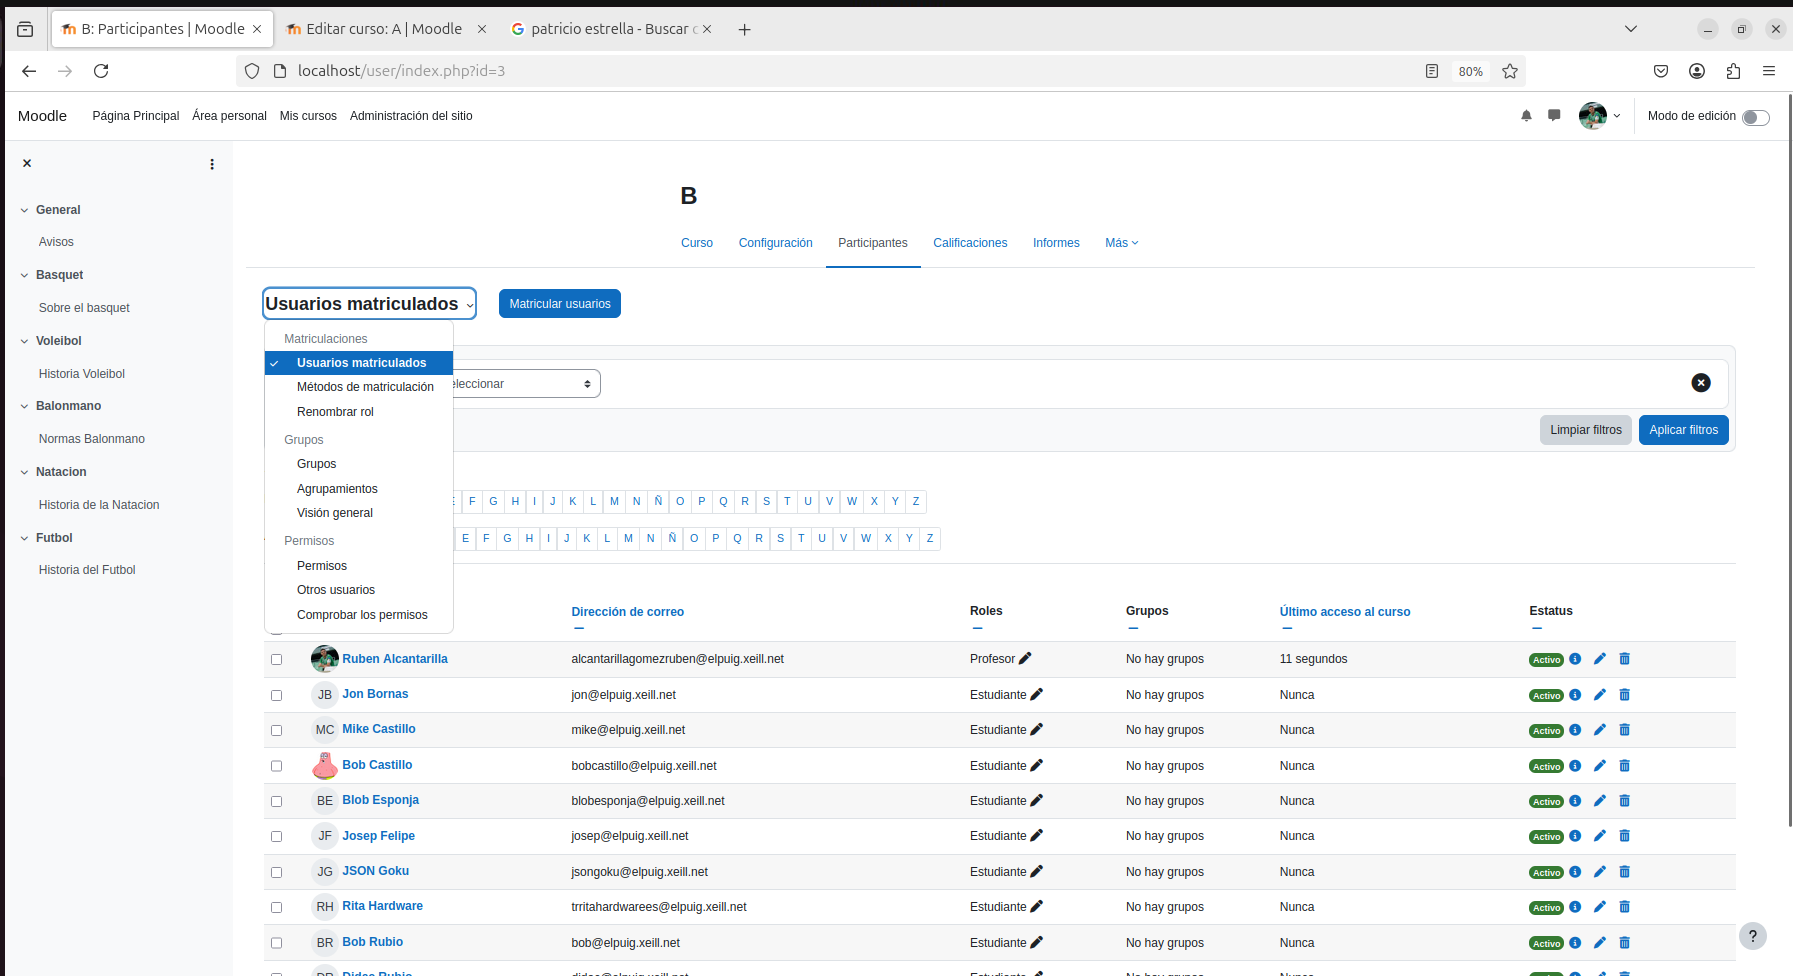 B: Participantes | Moodle
Editar curso: A | Moodle
patricio estrella - Buscar
localhost/user/index.php?id=3
80%
Moodle
Página Principal
Área personal
Mis cursos
Administración del sitio
Modo de edición
General
Avisos
Basquet
Sobre el basquet
Voleibol
Historia Voleibol
Balonmano
Normas Balonmano
Natacion
Historia de la Natacion
Futbol
Historia del Futbol
B
Curso
Configuración
Participantes
Calificaciones
Informes
Más
Usuarios matriculados
Matricular usuarios
Matriculaciones
Usuarios matriculados
Métodos de matriculación
Renombrar rol
Grupos
Grupos
Agrupamientos
Visión general
Permisos
Permisos
Otros usuarios
Comprobar los permisos
eleccionar
Limpiar filtros
Aplicar filtros
F G H I J K L M N Ñ O P Q R S T U V W X Y Z
E F G H I J K L M N Ñ O P Q R S T U V W X Y Z
Dirección de correo Roles Grupos Último acceso al curso Estatus
Ruben Alcantarilla alcantarillagomezruben@elpuig.xeill.net Profesor No hay grupos 11 segundos Activo
JB Jon Bornas jon@elpuig.xeill.net Estudiante No hay grupos Nunca Activo
MC Mike Castillo mike@elpuig.xeill.net Estudiante No hay grupos Nunca Activo
Bob Castillo bobcastillo@elpuig.xeill.net Estudiante No hay grupos Nunca Activo
BE Blob Esponja blobesponja@elpuig.xeill.net Estudiante No hay grupos Nunca Activo
JF Josep Felipe josep@elpuig.xeill.net Estudiante No hay grupos Nunca Activo
JG JSON Goku jsongoku@elpuig.xeill.net Estudiante No hay grupos Nunca Activo
RH Rita Hardware trritahardwarees@elpuig.xeill.net Estudiante No hay grupos Nunca Activo
BR Bob Rubio bob@elpuig.xeill.net Estudiante No hay grupos Nunca Activo
?